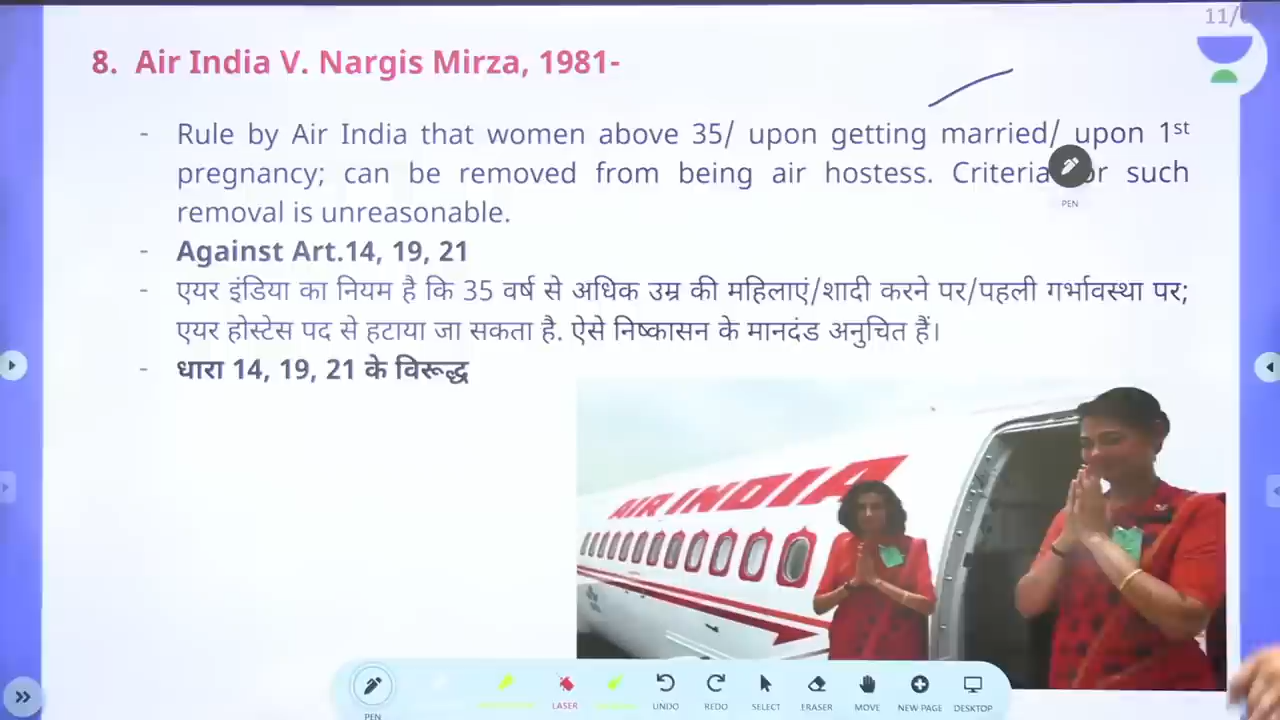 11/
8. Air India V. Nargis Mirza, 1981-
- Rule by Air India that women above 35/ upon getting married/ upon 1st
pregnancy; can be removed from being air hostess. Criteria or such
removal is unreasonable.
- Against Art.14, 19, 21
- एयर इंडिया का नियम है कि 35 वर्ष से अधिक उम्र की महिलाएं/शादी करने पर/पहली गर्भावस्था पर;
एयर होस्टेस पद से हटाया जा सकता है. ऐसे निष्कासन के मानदंड अनुचित हैं।
- धारा 14, 19, 21 के विरूद्ध
PEN
AIR INDIA
PEN LASER UNDO REDO SELECT ERASER MOVE NEW PAGE DESKTOP